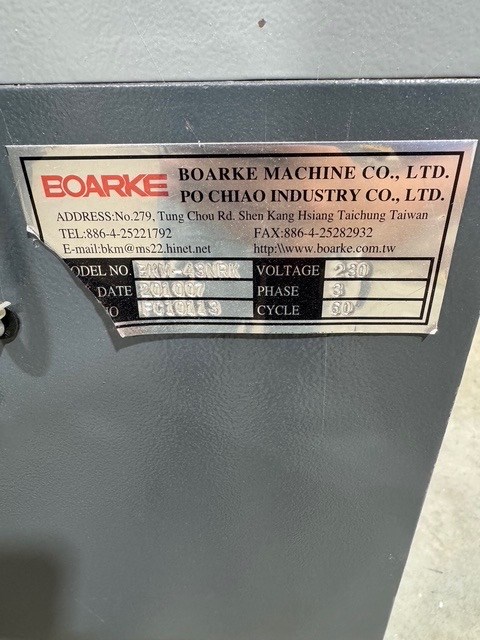 BOARKE
BOARKE MACHINE CO., LTD.
PO CHIAO INDUSTRY CO., LTD.
ADDRESS:No.279, Tung Chou Rd. Shen Kang Hsiang Taichung Taiwan
TEL:886-4-25221792 FAX:886-4-25282932
E-mail:bkm@ms22.hinet.net http:\\www.boarke.com.tw
ODEL NO. VOLTAGE 230
DATE PHASE 3
NO CYCLE 60